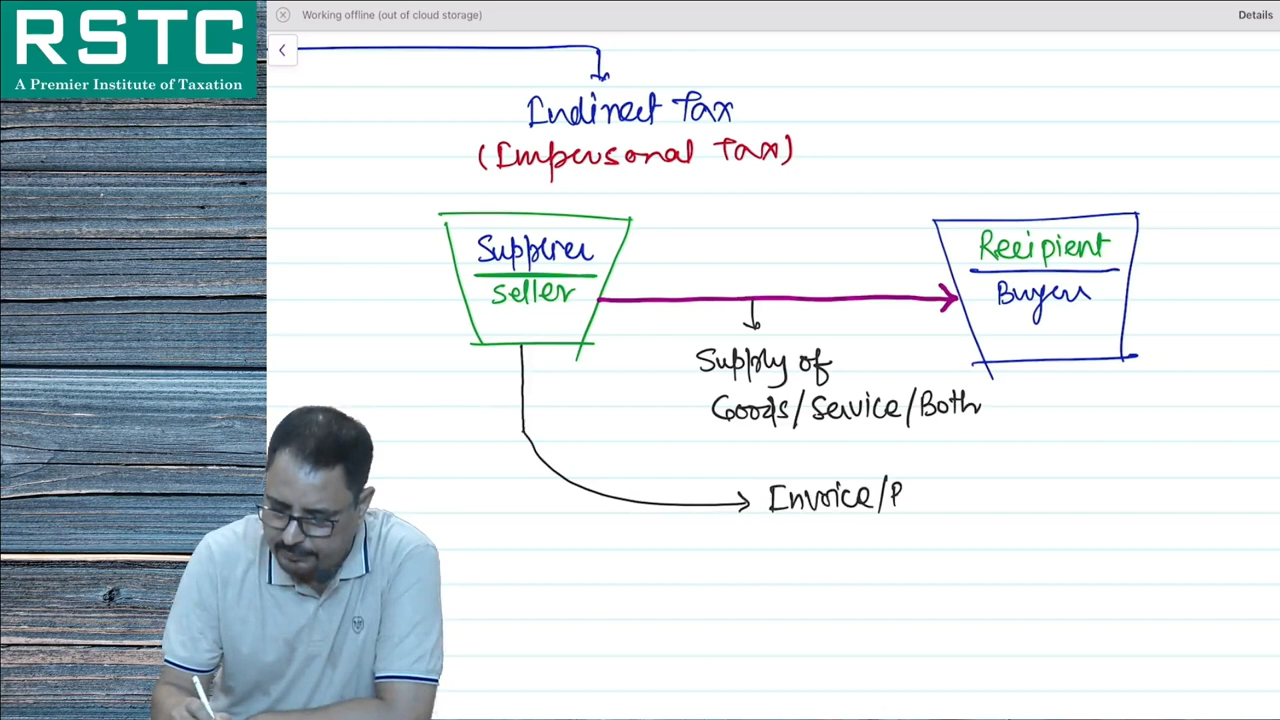 RSTC
A Premier Institute of Taxation
Working offline (out of cloud storage)
Details
Indirect Tax
(Impersonal Tax)
Supplier
Seller
Recipient
Buyer
Supply of
Goods/Service/Both
Invoice/P